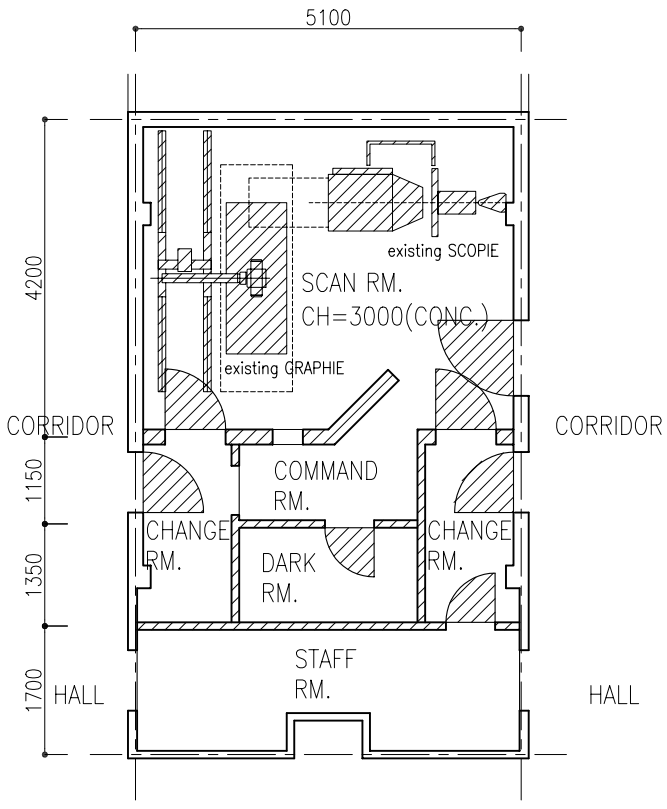 5100
existing SCOPIE
4200
SCAN RM.
CH=3000(CONC.)
existing GRAPHIE
CORRIDOR
CORRIDOR
COMMAND
RM.
1150
CHANGE
RM.
CHANGE
RM.
DARK
RM.
1350
STAFF
RM.
1700
HALL
HALL